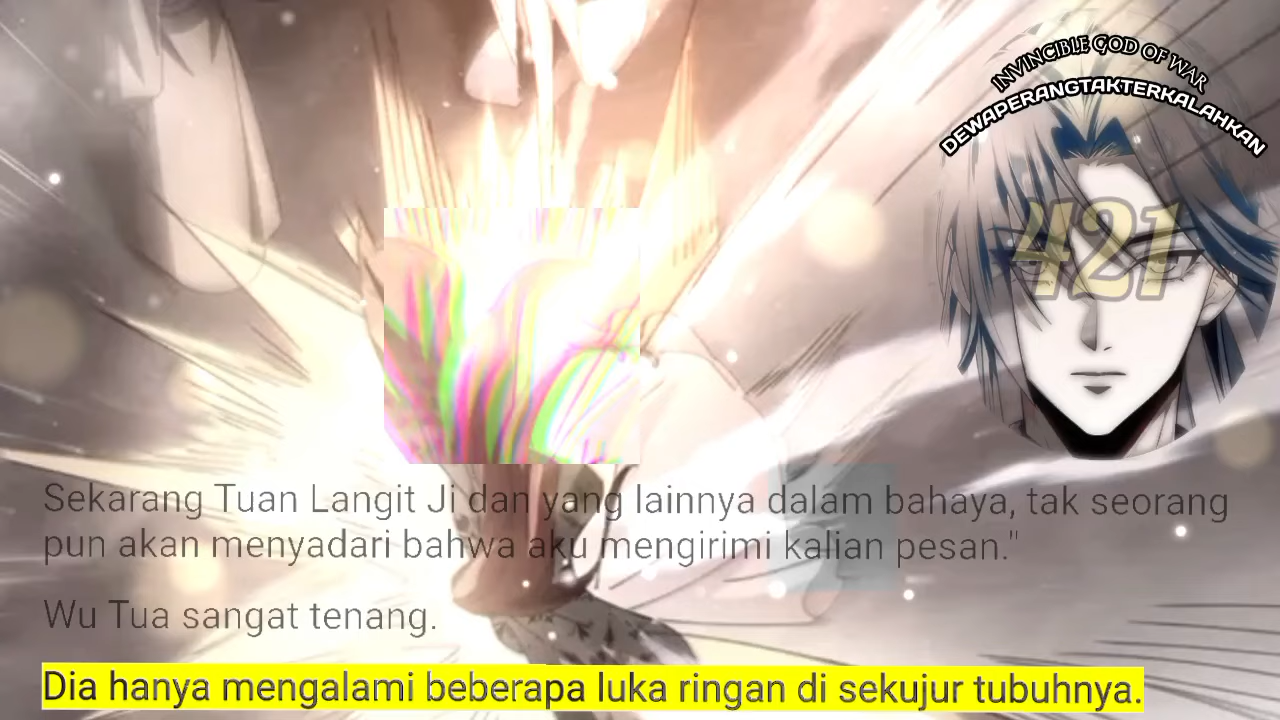 INVINCIBLE GOD OF WAR
DEWAPERANGTAKTERKALAHKAN
421
Sekarang Tuan Langit Ji dan yang lainnya dalam bahaya, tak seorang
pun akan menyadari bahwa aku mengirimi kalian pesan."
Wu Tua sangat tenang.
Dia hanya mengalami beberapa luka ringan di sekujur tubuhnya.